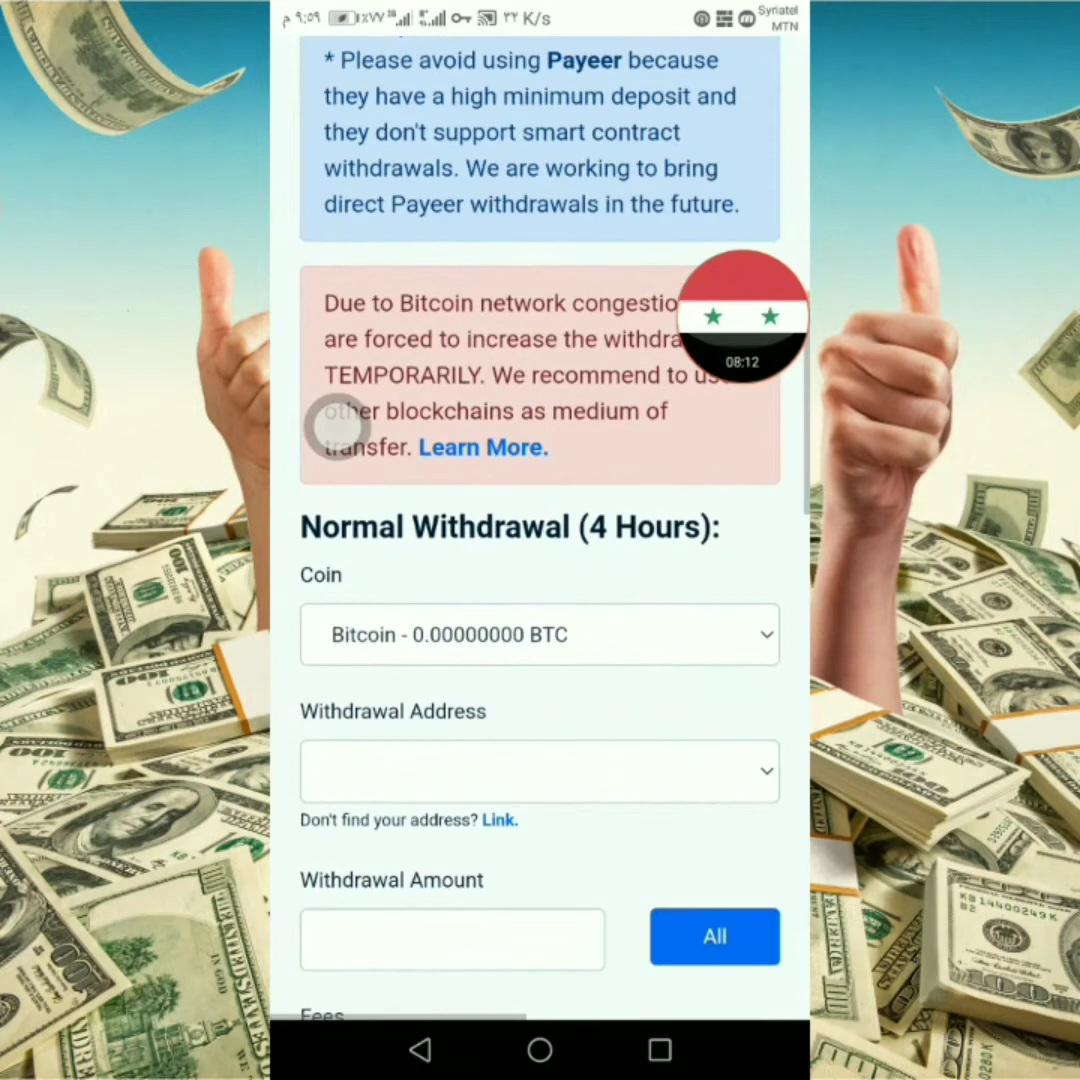 م ٩:٥٩ ٪٧٧ ٢٢ K/s Syriatel
MTN
* Please avoid using Payeer because
they have a high minimum deposit and
they don't support smart contract
withdrawals. We are working to bring
direct Payeer withdrawals in the future.
Due to Bitcoin network congestio
are forced to increase the withdra
08:12
TEMPORARILY. We recommend to us
other blockchains as medium of
transfer. Learn More.
Normal Withdrawal (4 Hours):
Coin
Bitcoin - 0.00000000 BTC
Withdrawal Address
Don't find your address? Link.
Withdrawal Amount
All
Fees